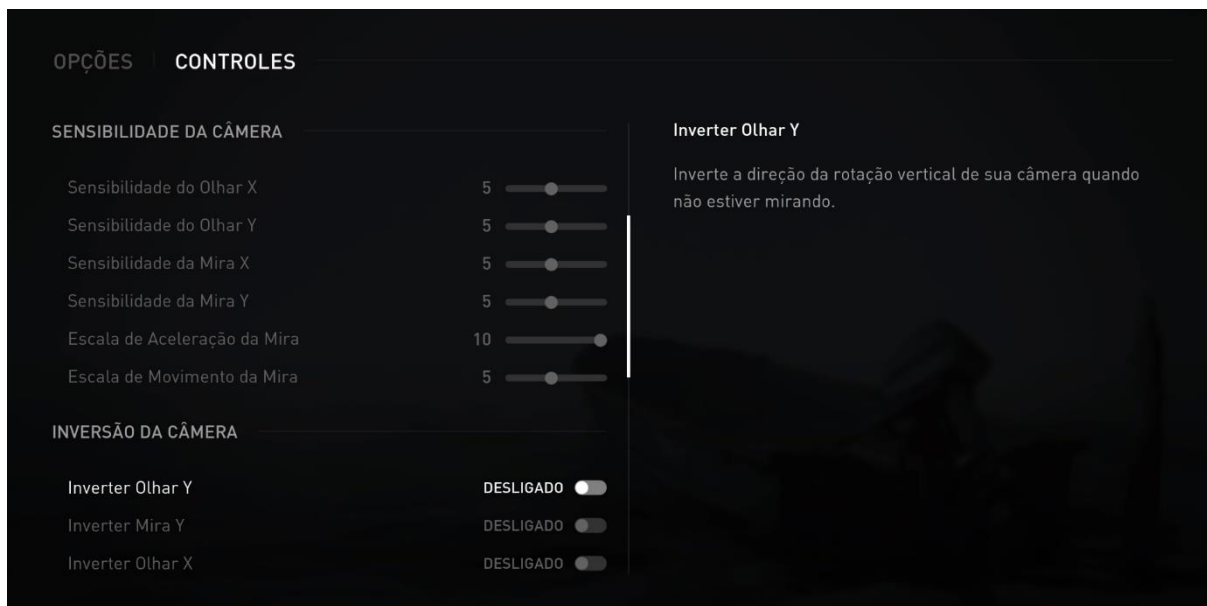 OPÇÕES CONTROLES
SENSIBILIDADE DA CÂMERA
Sensibilidade do Olhar X 5
Sensibilidade do Olhar Y 5
Sensibilidade da Mira X 5
Sensibilidade da Mira Y 5
Escala de Aceleração da Mira 10
Escala de Movimento da Mira 5
INVERSÃO DA CÂMERA
Inverter Olhar Y DESLIGADO
Inverter Mira Y DESLIGADO
Inverter Olhar X DESLIGADO
Inverter Olhar Y
Inverte a direção da rotação vertical de sua câmera quando
não estiver mirando.